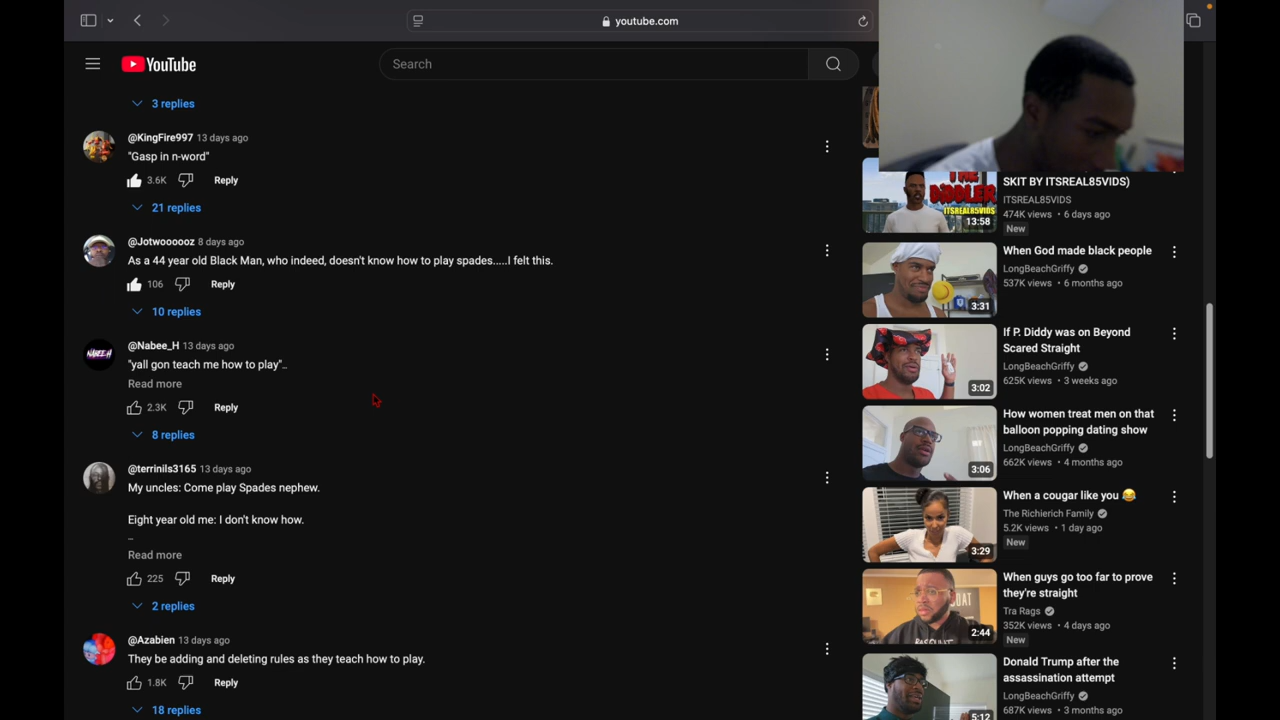 youtube.com
YouTube
Search
3 replies
@KingFire997 13 days ago
"Gasp in n-word"
3.6K
Reply
21 replies
@Jotwoooooz 8 days ago
As a 44 year old Black Man, who indeed, doesn't know how to play spades.....I felt this.
106
Reply
10 replies
@Nabee_H 13 days ago
"yall gon teach me how to play"...
Read more
2.3K
Reply
8 replies
@terrinils3165 13 days ago
My uncles: Come play Spades nephew.
Eight year old me: I don't know how.
...
Read more
225
Reply
2 replies
@Azabien 13 days ago
They be adding and deleting rules as they teach how to play.
1.8K
Reply
18 replies
THE DIDDLER
ITSREAL85VIDS
13:58
SKIT BY ITSREAL85VIDS)
ITSREAL85VIDS
474K views • 6 days ago
New
3:31
When God made black people
LongBeachGriffy
537K views • 6 months ago
3:02
If P. Diddy was on Beyond
Scared Straight
LongBeachGriffy
625K views • 3 weeks ago
3:06
How women treat men on that
balloon popping dating show
LongBeachGriffy
662K views • 4 months ago
3:29
When a cougar like you 😂
The Richierich Family
5.2K views • 1 day ago
New
2:44
When guys go too far to prove
they're straight
Tra Rags
352K views • 4 days ago
New
5:12
Donald Trump after the
assassination attempt
LongBeachGriffy
687K views • 3 months ago